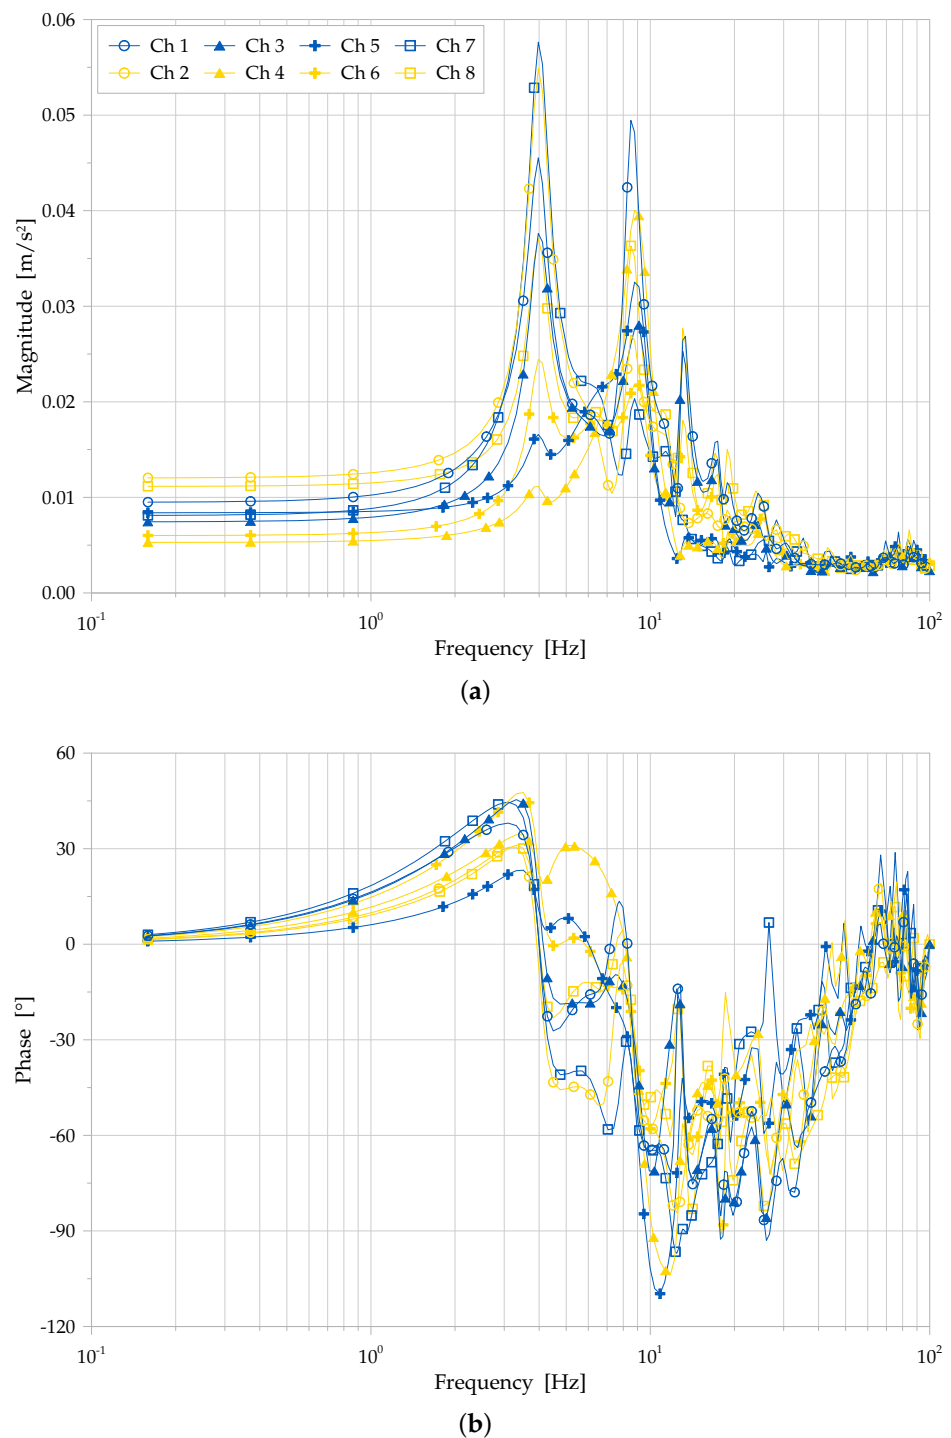 0.06
Ch 1 Ch 3 Ch 5 Ch 7
Ch 2 Ch 4 Ch 6 Ch 8
0.05
0.04
0.03
0.02
0.01
0.00
Magnitude [m/s²]
10⁻¹ 10⁰ 10¹ 10²
Frequency [Hz]
(a)
60
30
0
-30
-60
-90
-120
Phase [°]
10⁻¹ 10⁰ 10¹ 10²
Frequency [Hz]
(b)